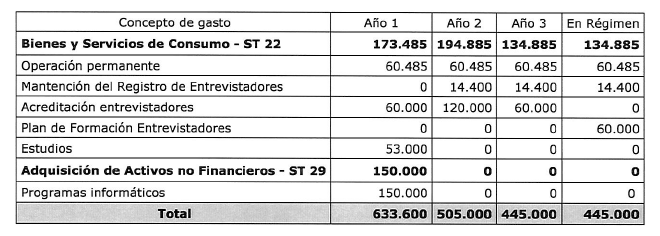 Concepto de gasto Año 1 Año 2 Año 3 En Régimen
Bienes y Servicios de Consumo - ST 22 173.485 194.885 134.885 134.885
Operación permanente 60.485 60.485 60.485 60.485
Mantención del Registro de Entrevistadores 0 14.400 14.400 14.400
Acreditación entrevistadores 60.000 120.000 60.000 0
Plan de Formación Entrevistadores 0 0 0 60.000
Estudios 53.000 0 0 0
Adquisición de Activos no Financieros - ST 29 150.000 0 0 0
Programas informáticos 150.000 0 0 0
Total 633.600 505.000 445.000 445.000